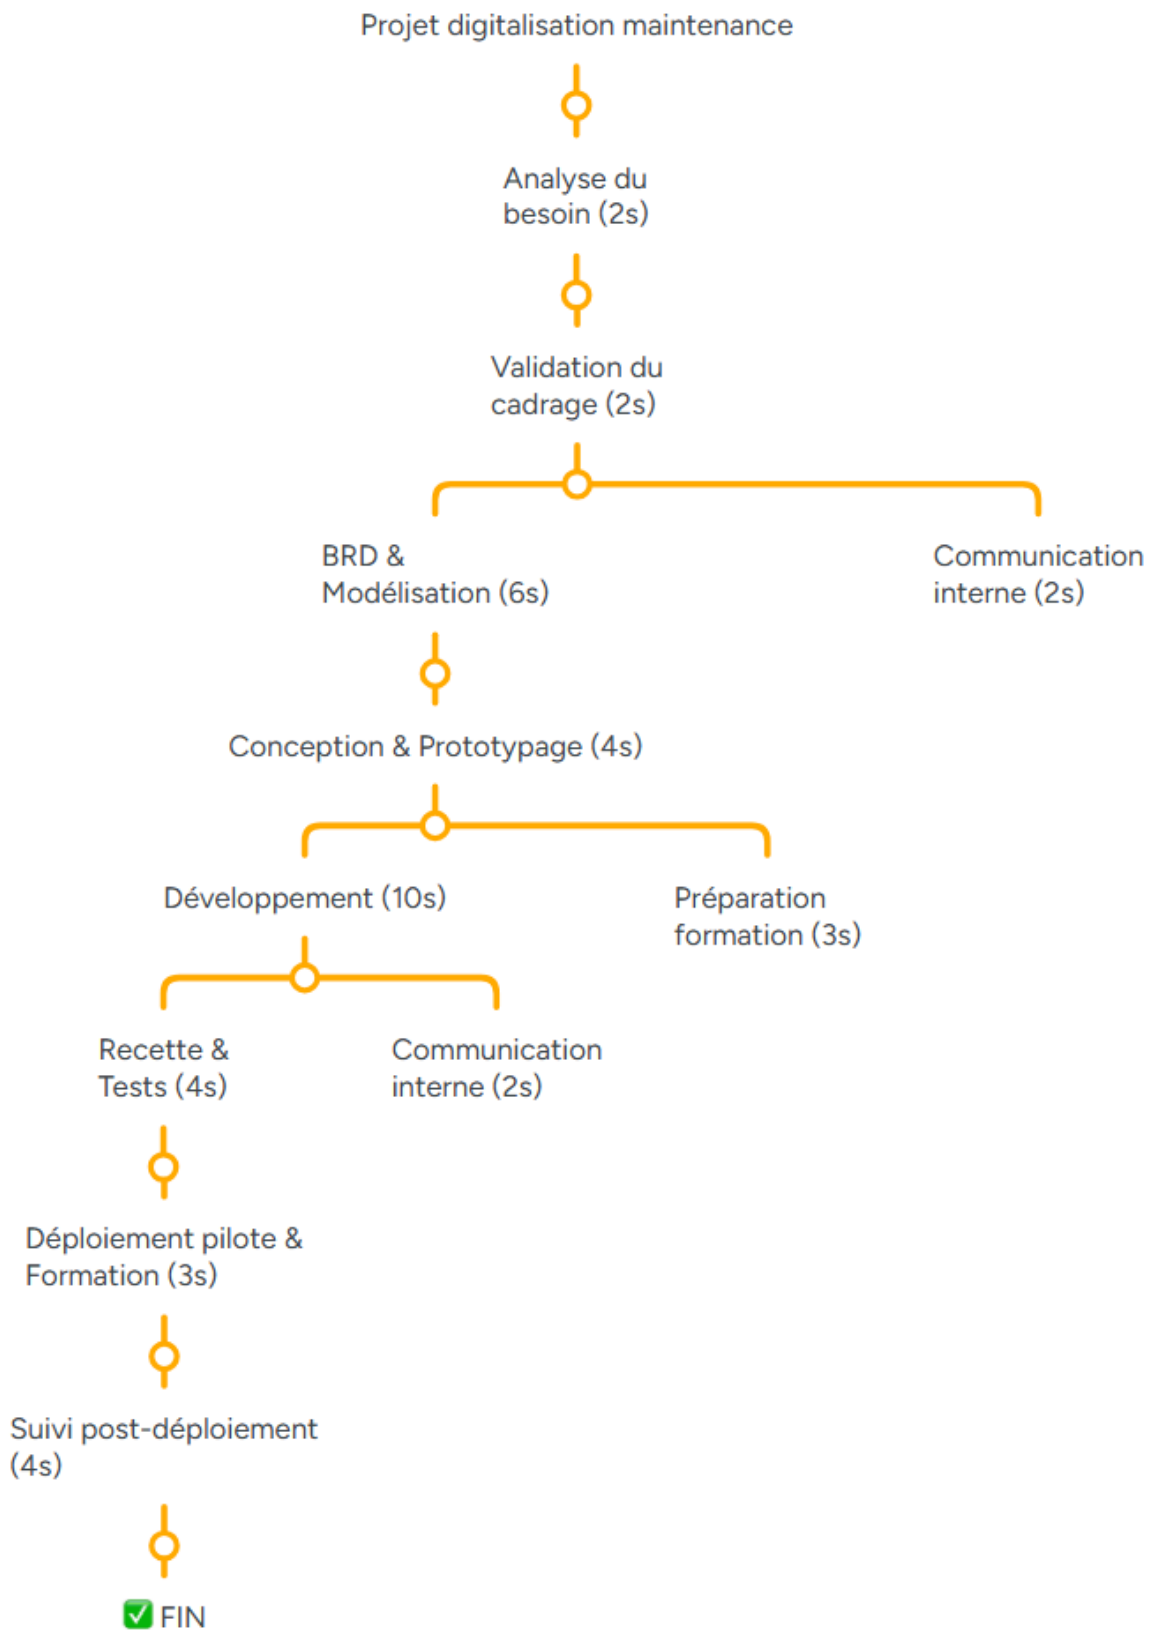 Projet digitalisation maintenance
Analyse du
besoin (2s)
Validation du
cadrage (2s)
BRD &
Modélisation (6s)
Communication
interne (2s)
Conception & Prototypage (4s)
Développement (10s)
Préparation
formation (3s)
Recette &
Tests (4s)
Communication
interne (2s)
Déploiement pilote &
Formation (3s)
Suivi post-déploiement
(4s)
✅ FIN